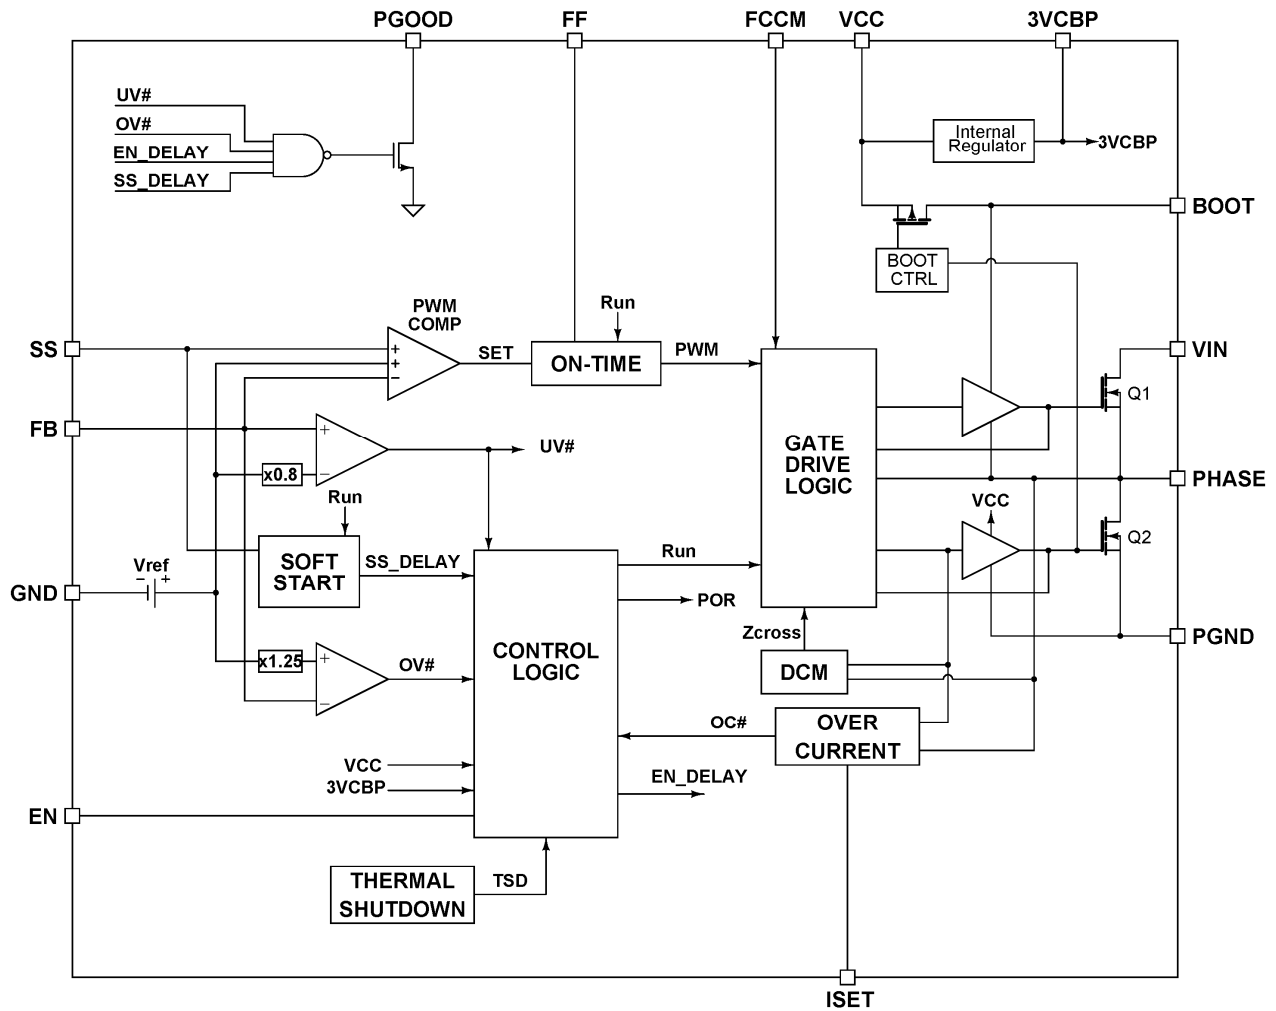 PGOOD FF FCCM VCC 3VCBP
UV#
OV#
EN_DELAY
SS_DELAY
Internal
Regulator
3VCBP
BOOT
BOOT
CTRL
PWM
COMP
Run
SS
+
+
−
SET
ON-TIME
PWM
VIN
Q1
FB
+
−
x0.8
UV#
GATE
DRIVE
LOGIC
PHASE
VCC
Run
SOFT
START
SS_DELAY
Run
Q2
Vref
− +
GND
POR
Zcross
PGND
x1.25
+
−
OV#
CONTROL
LOGIC
DCM
OC#
OVER
CURRENT
VCC
3VCBP
EN_DELAY
EN
THERMAL
SHUTDOWN
TSD
ISET